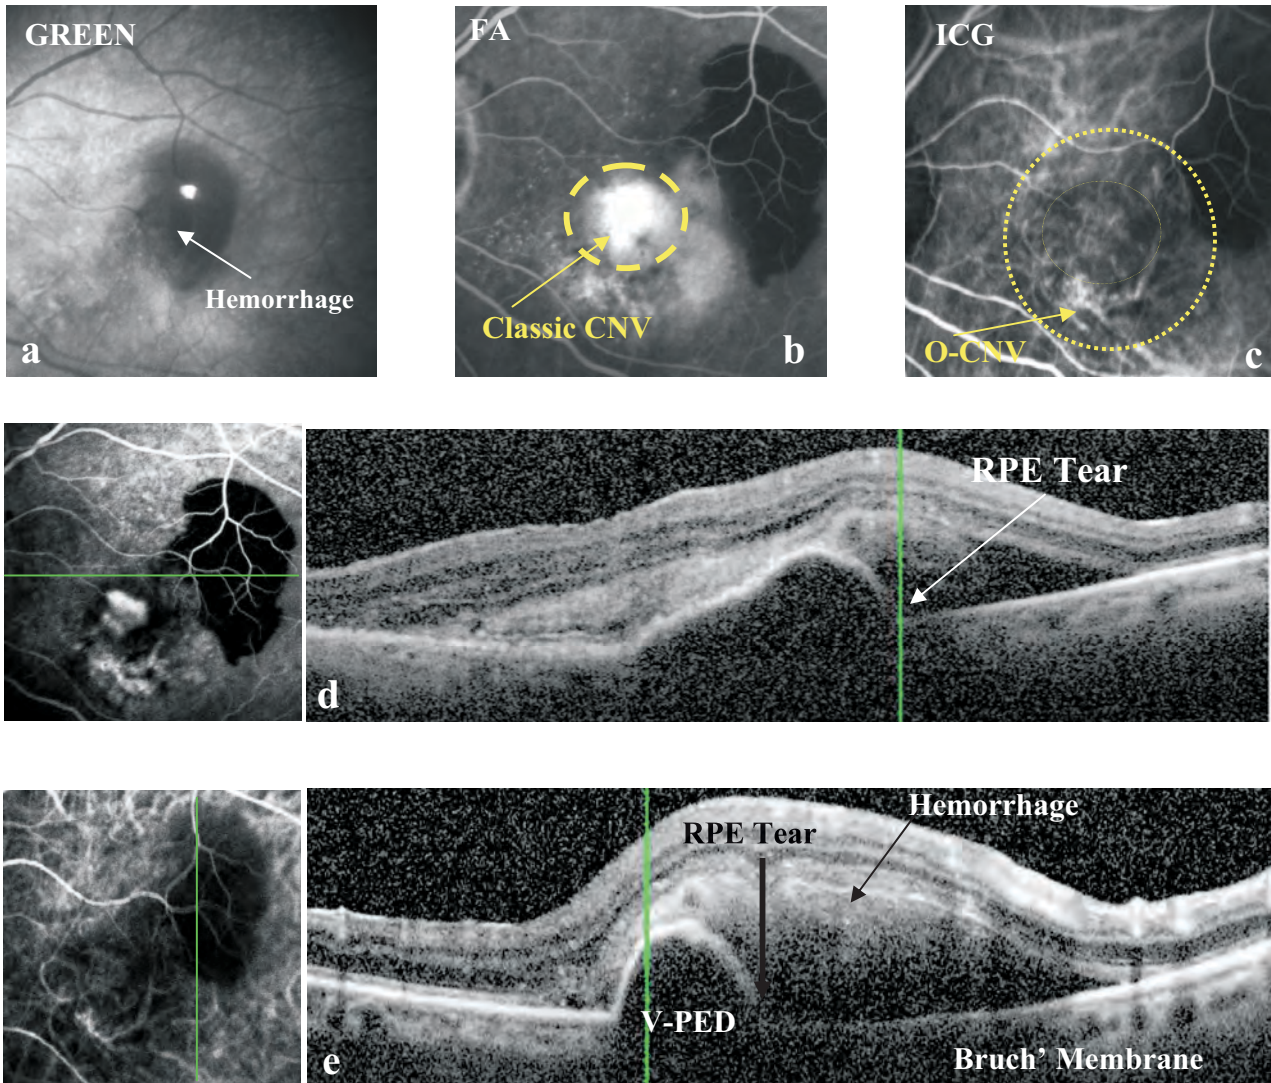 GREEN
Hemorrhage
a
FA
Classic CNV
b
ICG
O-CNV
c
RPE Tear
d
Hemorrhage
RPE Tear
V-PED
Bruch' Membrane
e